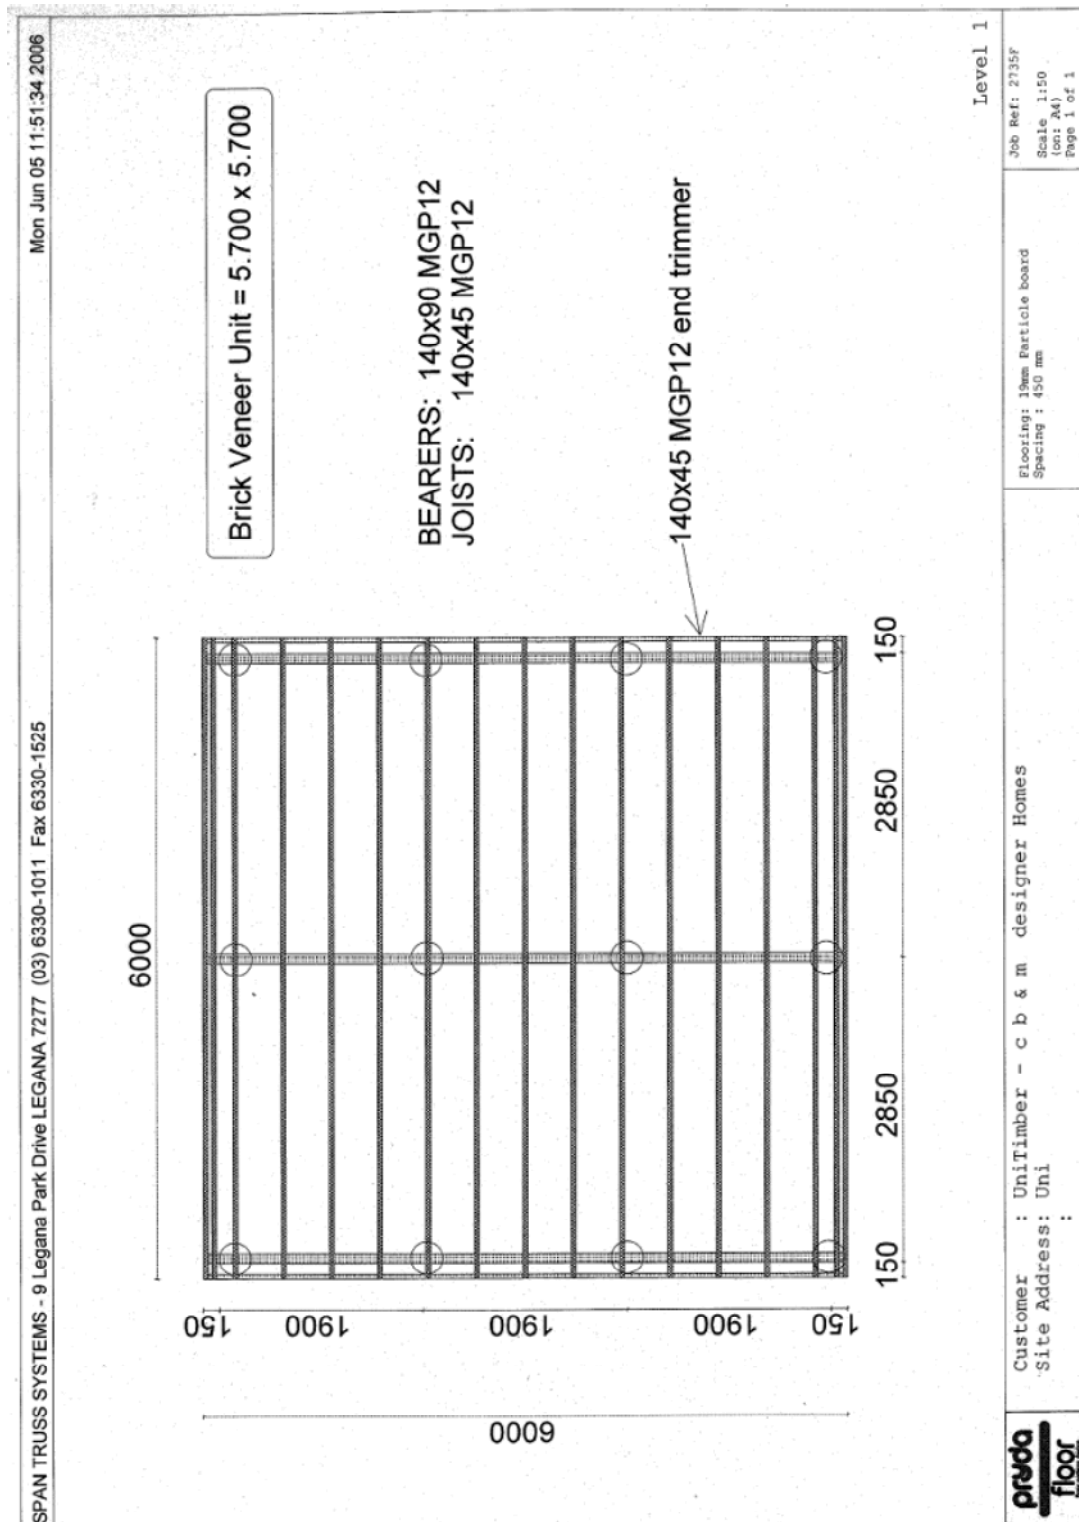 SPAN TRUSS SYSTEMS - 9 Legana Park Drive LEGANA 7277 (03) 6330-1011 Fax 6330-1525 Mon Jun 05 11:51:34 2006
Brick Veneer Unit = 5.700 x 5.700
BEARERS: 140x90 MGP12
JOISTS: 140x45 MGP12
140x45 MGP12 end trimmer
6000
6000
150
1900
1900
1900
150
150
2850
2850
150
Level 1
pryda
floor
Customer : UniTimber - c b & m designer Homes
Site Address: Uni
:
Flooring: 19mm Particle board
Spacing : 450 mm
Job Ref: 2735F
Scale 1:50
(on: A4)
Page 1 of 1